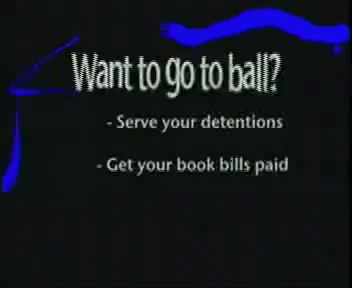 Want to go to ball?
- Serve your detentions
- Get your book bills paid